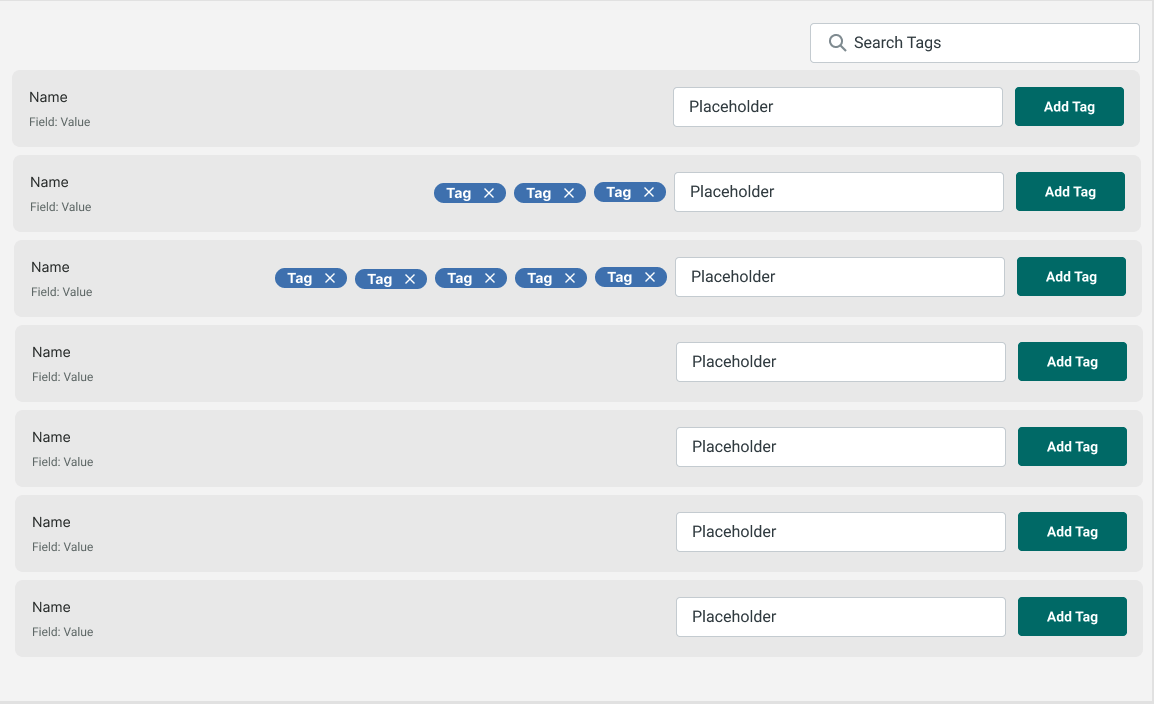 Search Tags
Name
Placeholder
Add Tag
Field: Value
Name
Tag Tag Tag
Placeholder
Add Tag
Field: Value
Name
Tag Tag Tag Tag Tag
Placeholder
Add Tag
Field: Value
Name
Placeholder
Add Tag
Field: Value
Name
Placeholder
Add Tag
Field: Value
Name
Placeholder
Add Tag
Field: Value
Name
Placeholder
Add Tag
Field: Value